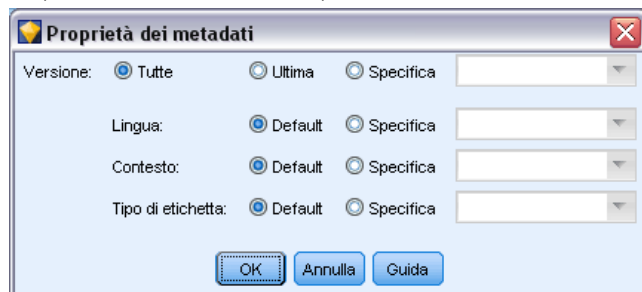 Proprietà dei metadati
Versione: Tutte Ultima Specifica
Lingua: Default Specifica
Contesto: Default Specifica
Tipo di etichetta: Default Specifica
OK Annulla Guida